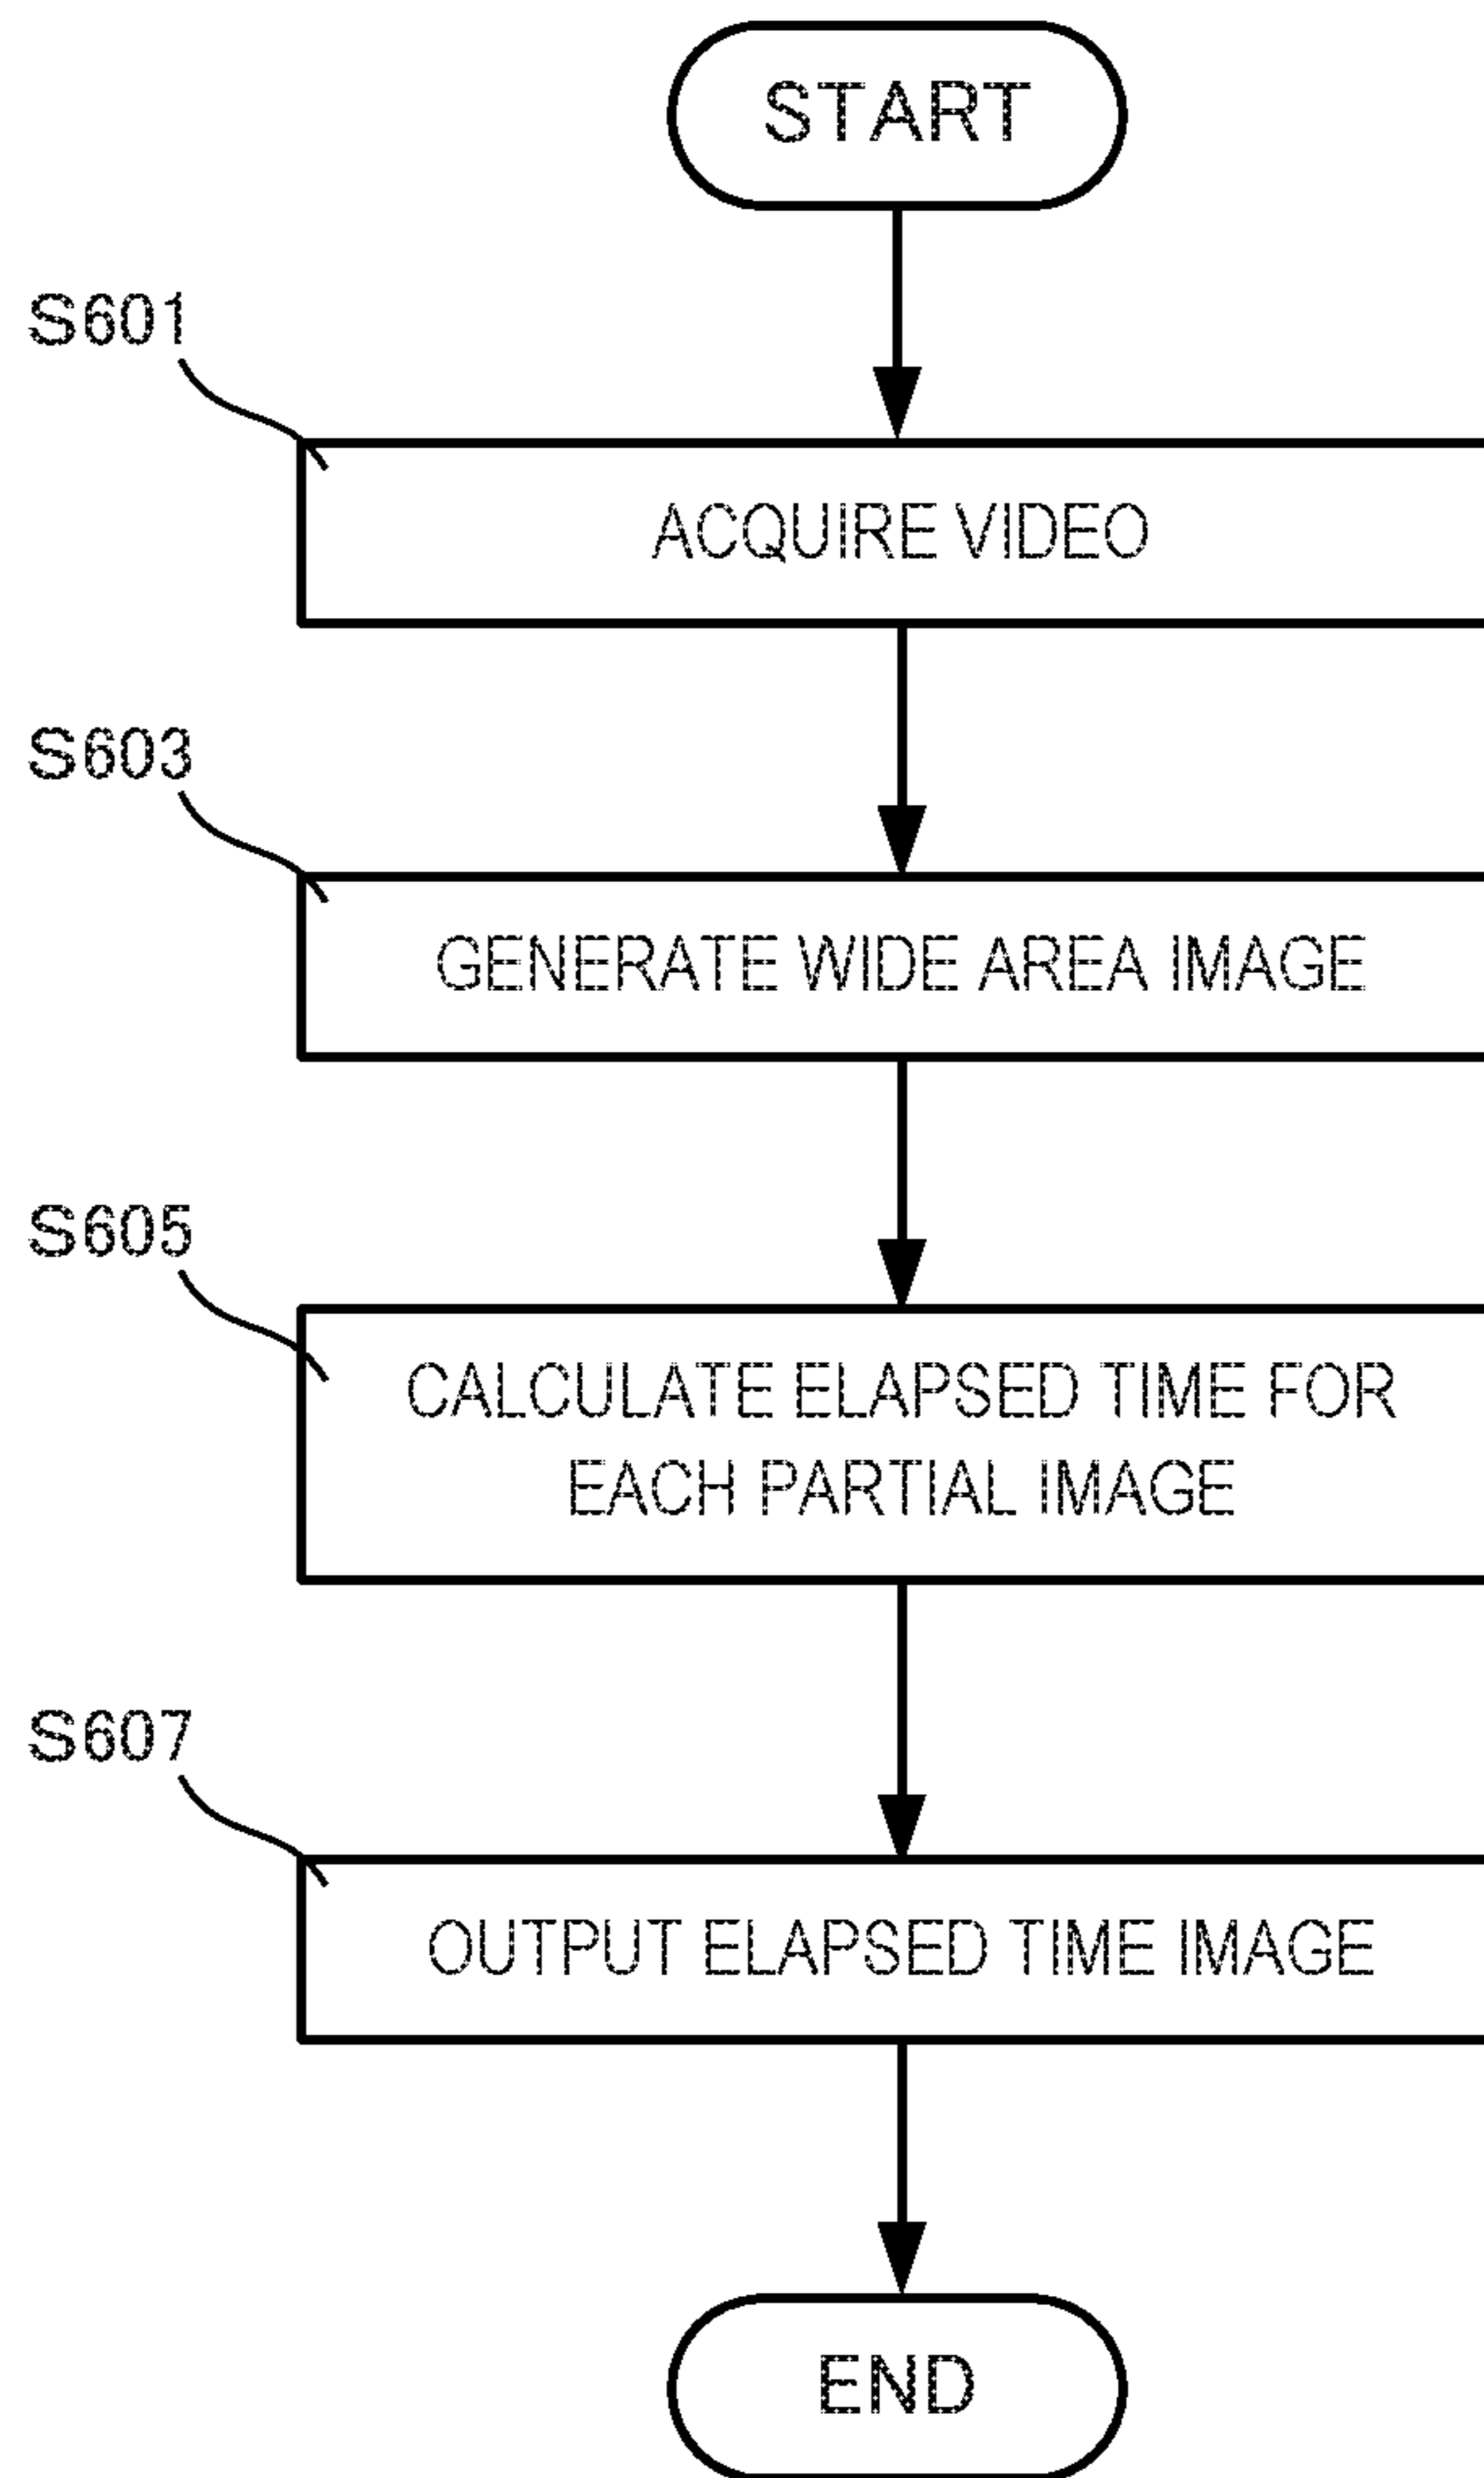 START
S601
ACQUIRE VIDEO
S603
GENERATE WIDE AREA IMAGE
S605
CALCULATE ELAPSED TIME FOR
EACH PARTIAL IMAGE
S607
OUTPUT ELAPSED TIME IMAGE
END